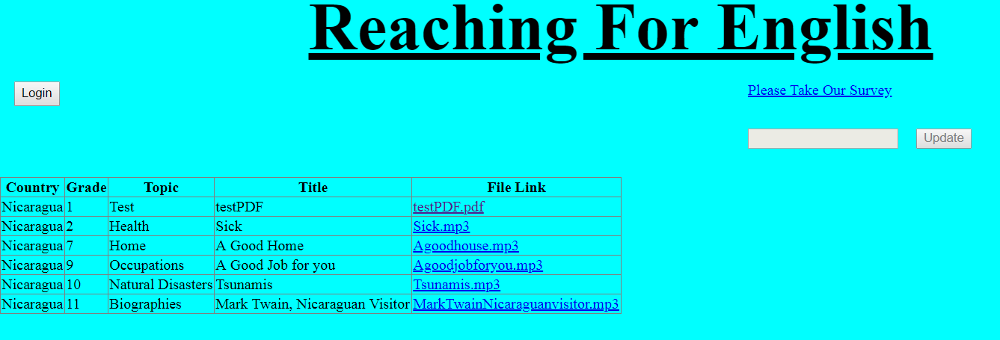 Reaching For English
Login
Please Take Our Survey
Update
Country Grade Topic Title File Link
Nicaragua 1 Test testPDF testPDF.pdf
Nicaragua 2 Health Sick Sick.mp3
Nicaragua 7 Home A Good Home Agoodhouse.mp3
Nicaragua 9 Occupations A Good Job for you Agoodjobforyou.mp3
Nicaragua 10 Natural Disasters Tsunamis Tsunamis.mp3
Nicaragua 11 Biographies Mark Twain, Nicaraguan Visitor MarkTwainNicaraguanvisitor.mp3